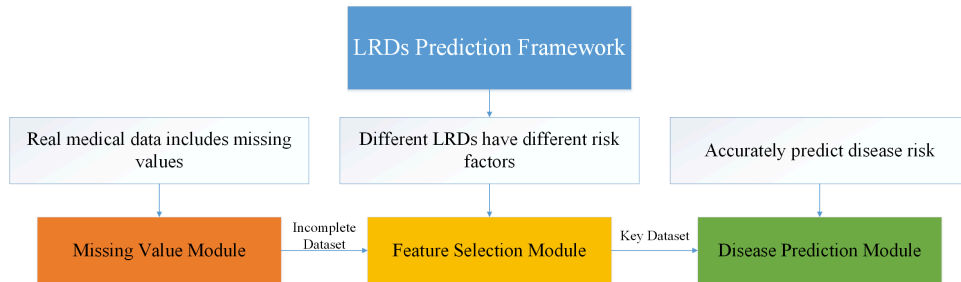 LRDs Prediction Framework
Real medical data includes missing
values
Different LRDs have different risk
factors
Accurately predict disease risk
Missing Value Module
Incomplete
Dataset
Feature Selection Module
Key Dataset
Disease Prediction Module